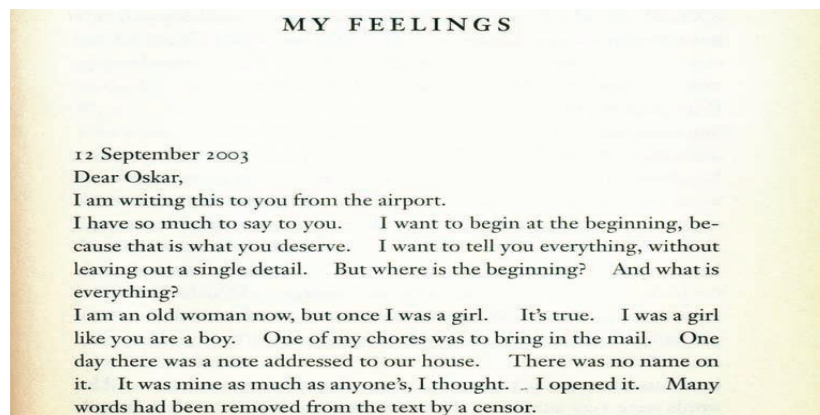 MY FEELINGS
12 September 2003
Dear Oskar,
I am writing this to you from the airport.
I have so much to say to you. I want to begin at the beginning, be-
cause that is what you deserve. I want to tell you everything, without
leaving out a single detail. But where is the beginning? And what is
everything?
I am an old woman now, but once I was a girl. It's true. I was a girl
like you are a boy. One of my chores was to bring in the mail. One
day there was a note addressed to our house. There was no name on
it. It was mine as much as anyone's, I thought. I opened it. Many
words had been removed from the text by a censor.